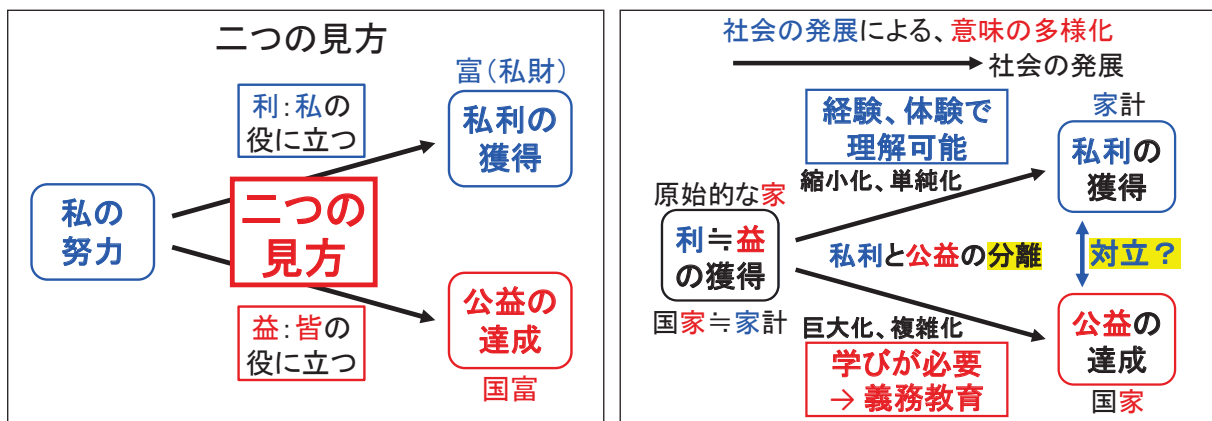 二つの見方
富（私財）
利：私の
役に立つ
私利の
獲得
私の
努力
二つの
見方
益：皆の
役に立つ
公益の
達成
国富
社会の発展による、意味の多様化
社会の発展
経験、体験で
理解可能
家計
私利の
獲得
縮小化、単純化
原始的な家
利≒益
の獲得
国家≒家計
私利と公益の分離
対立？
巨大化、複雑化
学びが必要
→ 義務教育
公益の
達成
国家